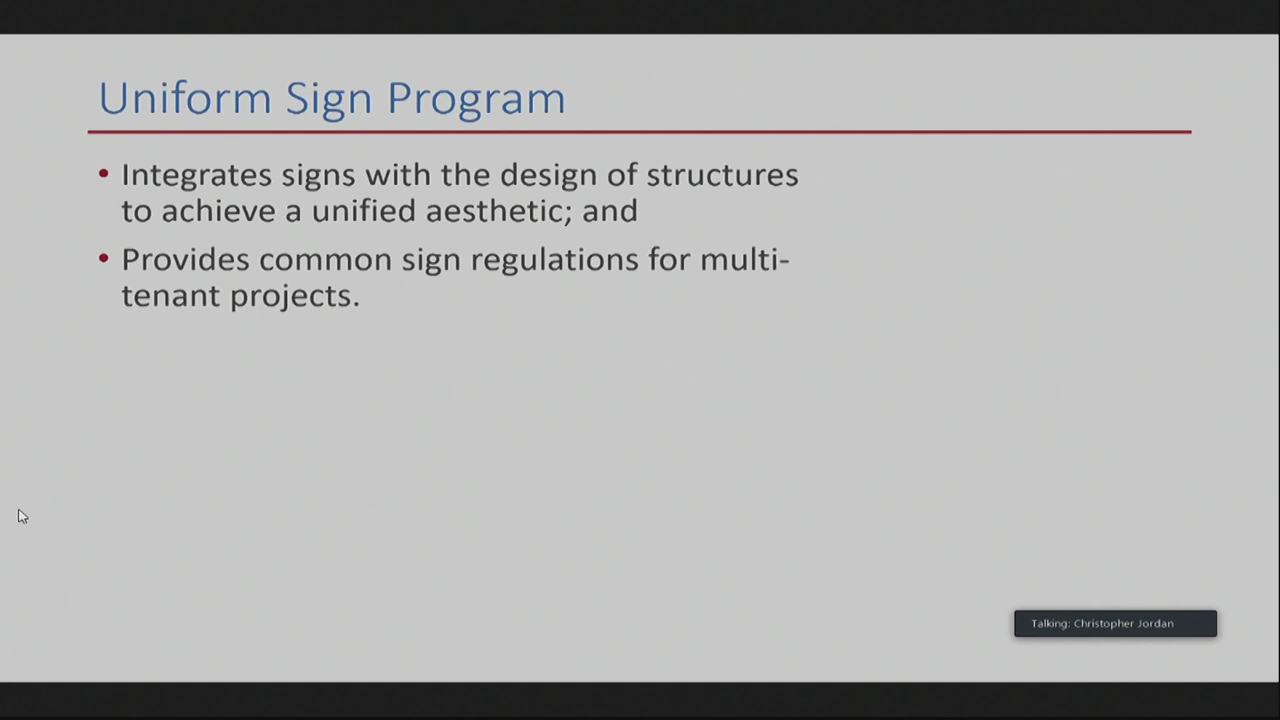 Uniform Sign Program
• Integrates signs with the design of structures
to achieve a unified aesthetic; and
• Provides common sign regulations for multi-
tenant projects.
Talking: Christopher Jordan